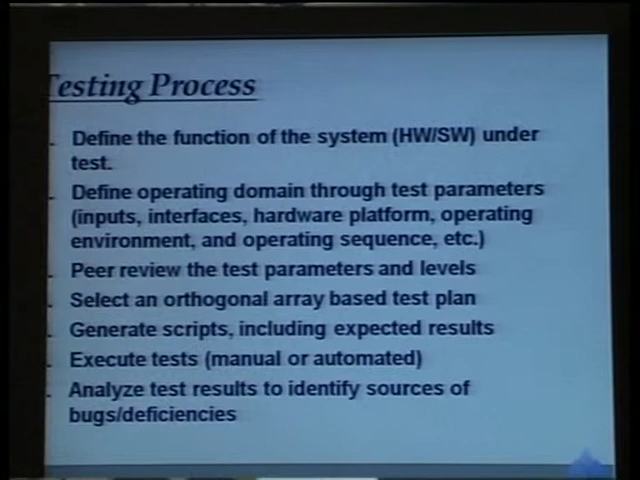 Testing Process
Define the function of the system (HW/SW) under
test.
Define operating domain through test parameters
(inputs, interfaces, hardware platform, operating
environment, and operating sequence, etc.)
Peer review the test parameters and levels
Select an orthogonal array based test plan
Generate scripts, including expected results
Execute tests (manual or automated)
Analyze test results to identify sources of
bugs/deficiencies